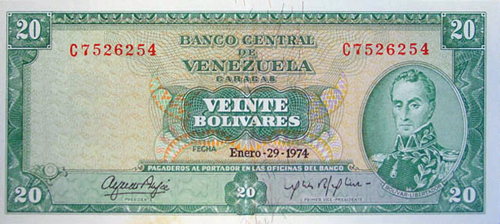 20 20
C7526254 C7526254
BANCO CENTRAL
DE
VENEZUELA
CARACAS
VEINTE
BOLIVARES
FECHA Enero-29-1974
PAGADEROS AL PORTADOR EN LAS OFICINAS DEL BANCO
20 20 20